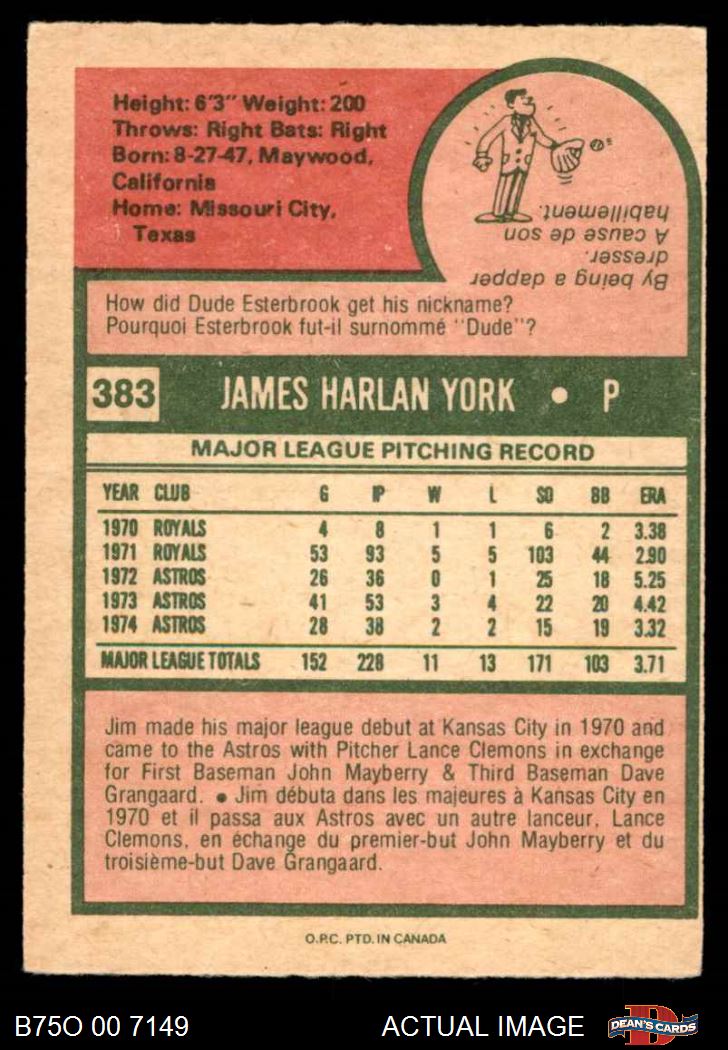 Height: 6'3" Weight: 200
Throws: Right Bats: Right
Born: 8-27-47, Maywood,
California
Home: Missouri City,
Texas
By being a dapper
dresser.
A cause de son
habillement.
How did Dude Esterbrook get his nickname?
Pourquoi Esterbrook fut-il surnommé "Dude"?
383 JAMES HARLAN YORK • P
MAJOR LEAGUE PITCHING RECORD
YEAR CLUB G IP W L SO BB ERA
1970 ROYALS 4 8 1 1 6 2 3.38
1971 ROYALS 53 93 5 5 103 44 2.90
1972 ASTROS 26 36 0 1 25 18 5.25
1973 ASTROS 41 53 3 4 22 20 4.42
1974 ASTROS 28 38 2 2 15 19 3.32
MAJOR LEAGUE TOTALS 152 228 11 13 171 103 3.71
Jim made his major league debut at Kansas City in 1970 and
came to the Astros with Pitcher Lance Clemons in exchange
for First Baseman John Mayberry & Third Baseman Dave
Grangaard. • Jim débuta dans les majeures à Kansas City en
1970 et il passa aux Astros avec un autre lanceur, Lance
Clemons, en échange du premier-but John Mayberry et du
troisième-but Dave Grangaard.
O.P.C. PTD. IN CANADA
B75O 00 7149 ACTUAL IMAGE D DEAN'S CARDS